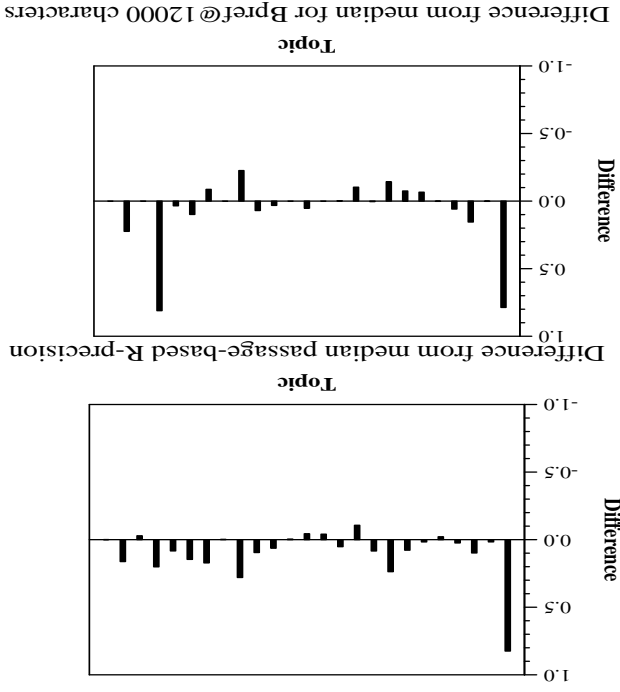 1.0
0.5
0.0
-0.5
-1.0
Difference
Topic
Difference from median passage-based R-precision
1.0
0.5
0.0
-0.5
-1.0
Difference
Topic
Difference from median for Bpref@12000 characters